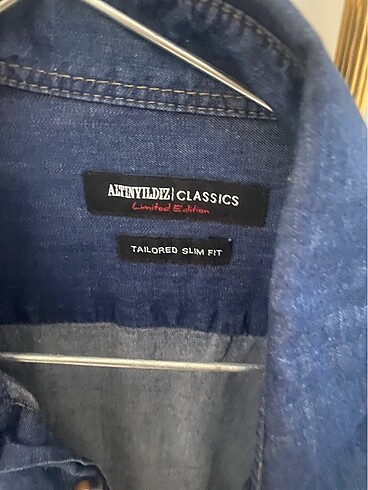 ALTINYILDIZ | CLASSICS
Limited Edition
TAILORED SLIM FIT